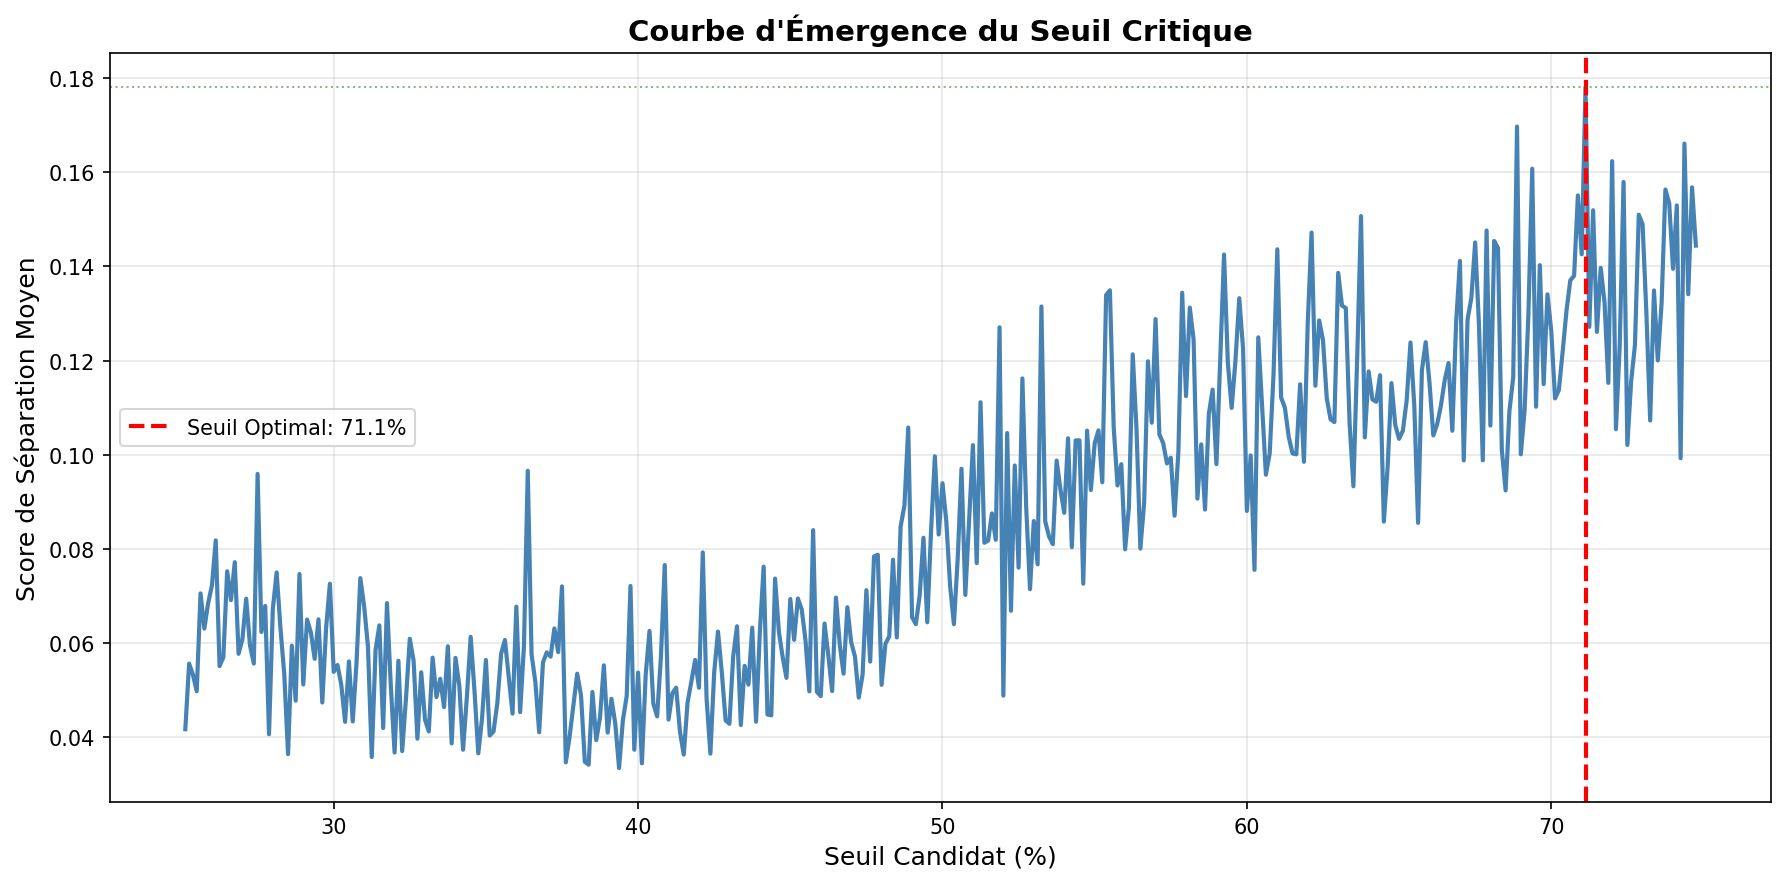 Courbe d'Émergence du Seuil Critique
Score de Séparation Moyen
0.18
0.16
0.14
0.12
0.10
0.08
0.06
0.04
Seuil Optimal: 71.1%
30 40 50 60 70
Seuil Candidat (%)